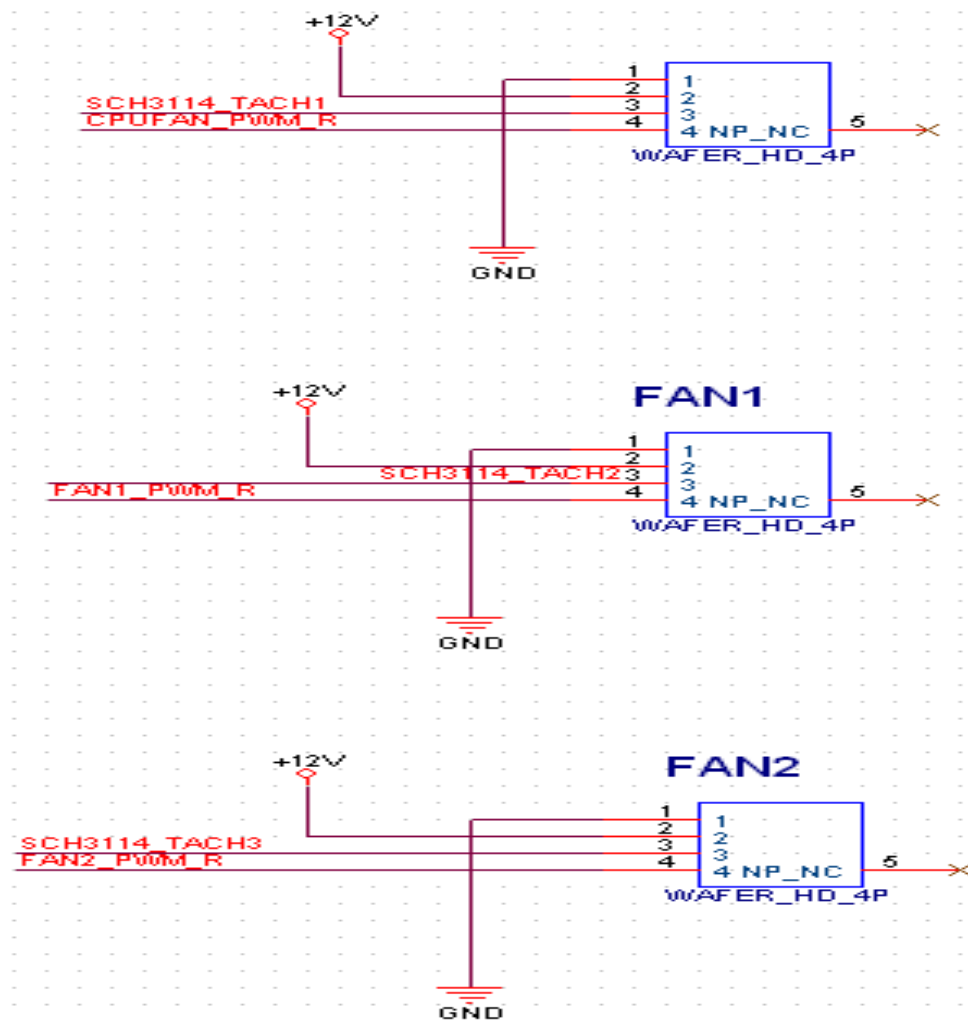 +12V
1
2
3
4
SCH3114_TACH1
CPUFAN_PWM_R
1
2
3
4 NP_NC
5
WAFER_HD_4P
GND
+12V
FAN1
1
2
3
4
SCH3114_TACH2
FAN1_PWM_R
1
2
3
4 NP_NC
5
WAFER_HD_4P
GND
+12V
FAN2
1
2
3
4
SCH3114_TACH3
FAN2_PWM_R
1
2
3
4 NP_NC
5
WAFER_HD_4P
GND